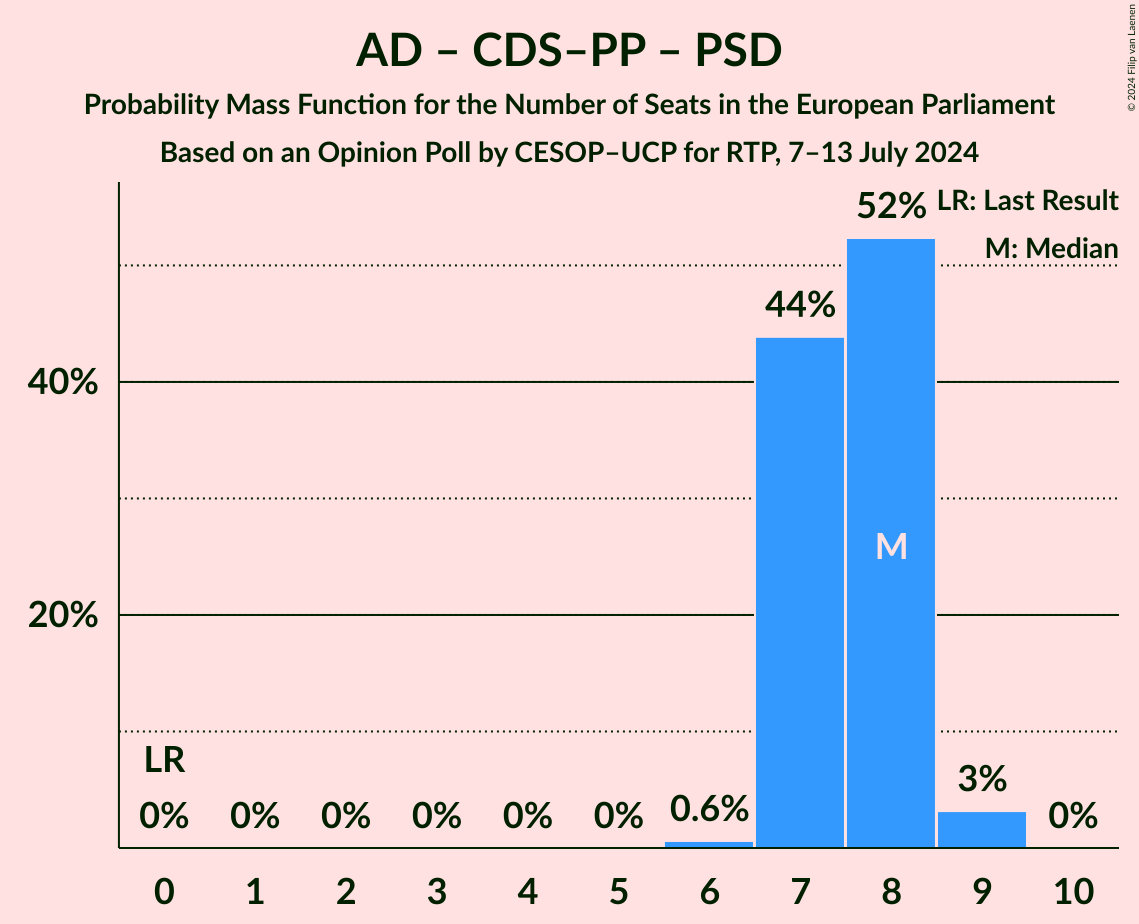 AD – CDS–PP – PSD
Probability Mass Function for the Number of Seats in the European Parliament
Based on an Opinion Poll by CESOP–UCP for RTP, 7–13 July 2024
© 2024 Filip van Laenen
LR: Last Result
M: Median
52%
44%
40%
M
20%
LR
0% 0% 0% 0% 0% 0% 0.6% 3% 0%
0 1 2 3 4 5 6 7 8 9 10